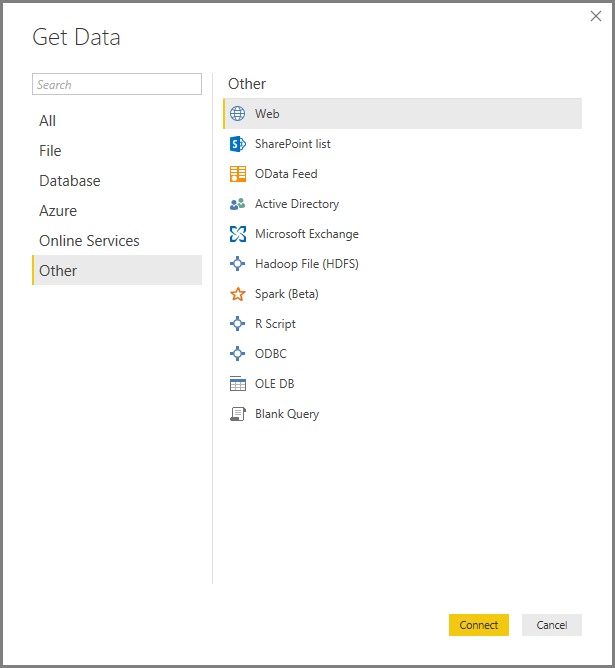 Get Data
Search
All
File
Database
Azure
Online Services
Other
Other
Web
SharePoint list
OData Feed
Active Directory
Microsoft Exchange
Hadoop File (HDFS)
Spark (Beta)
R Script
ODBC
OLE DB
Blank Query
Connect
Cancel